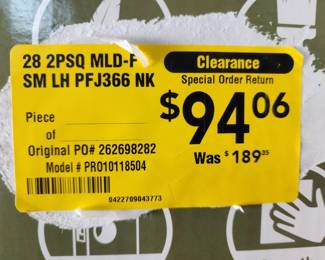 28 2PSQ MLD-F
SM LH PFJ366 NK
Piece
of
Original PO# 262698282
Model # PRO10118504
0422709843773
Clearance
Special Order Return
$94.06
Was $189.35